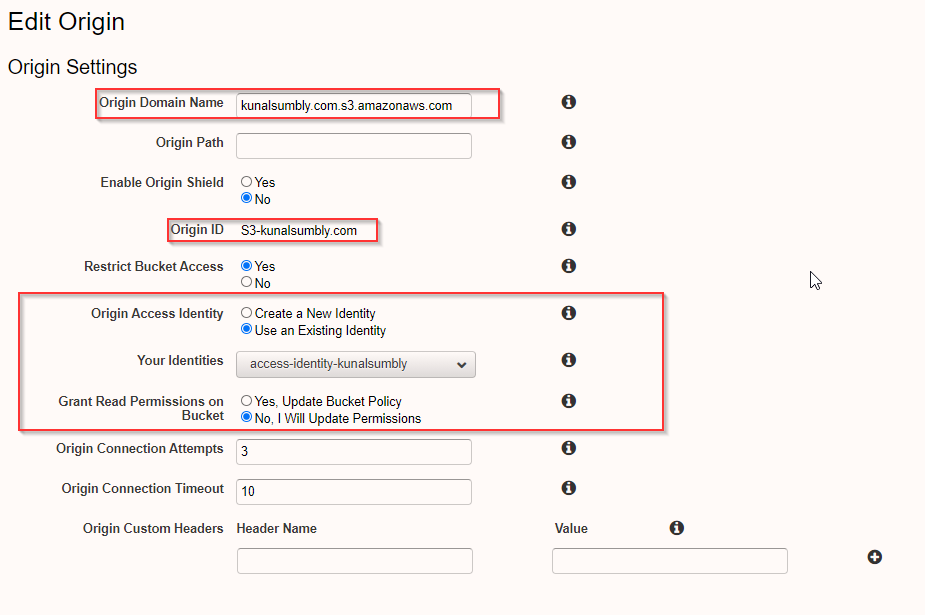 Edit Origin
Origin Settings
Origin Domain Name kunalsumbly.com.s3.amazonaws.com
Origin Path
Enable Origin Shield Yes
No
Origin ID S3-kunalsumbly.com
Restrict Bucket Access Yes
No
Origin Access Identity Create a New Identity
Use an Existing Identity
Your Identities access-identity-kunalsumbly
Grant Read Permissions on Yes, Update Bucket Policy
Bucket No, I Will Update Permissions
Origin Connection Attempts 3
Origin Connection Timeout 10
Origin Custom Headers Header Name Value